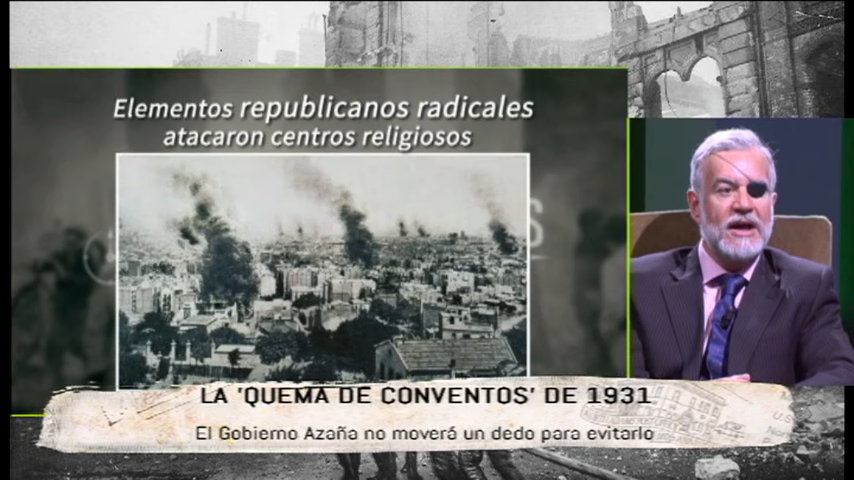 Elementos republicanos radicales
atacaron centros religiosos
LA 'QUEMA DE CONVENTOS' DE 1931
El Gobierno Azaña no moverá un dedo para evitarlo